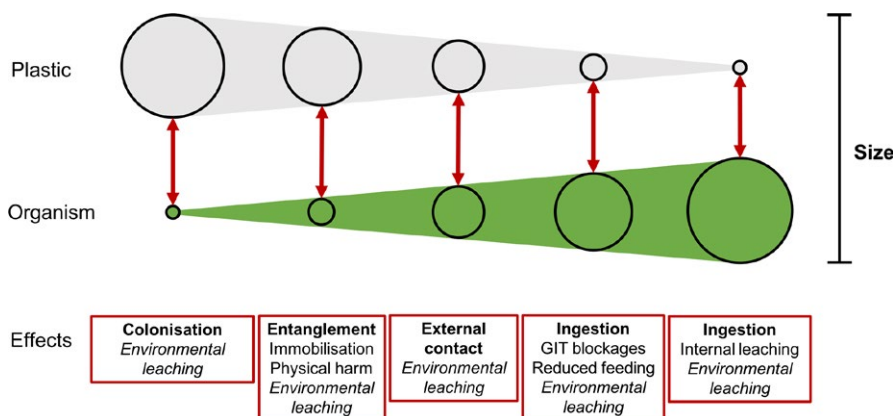 Plastic
Size
Organism
Effects
Colonisation
Environmental
leaching
Entanglement
Immobilisation
Physical harm
Environmental
leaching
External
contact
Environmental
leaching
Ingestion
GIT blockages
Reduced feeding
Environmental
leaching
Ingestion
Internal leaching
Environmental
leaching